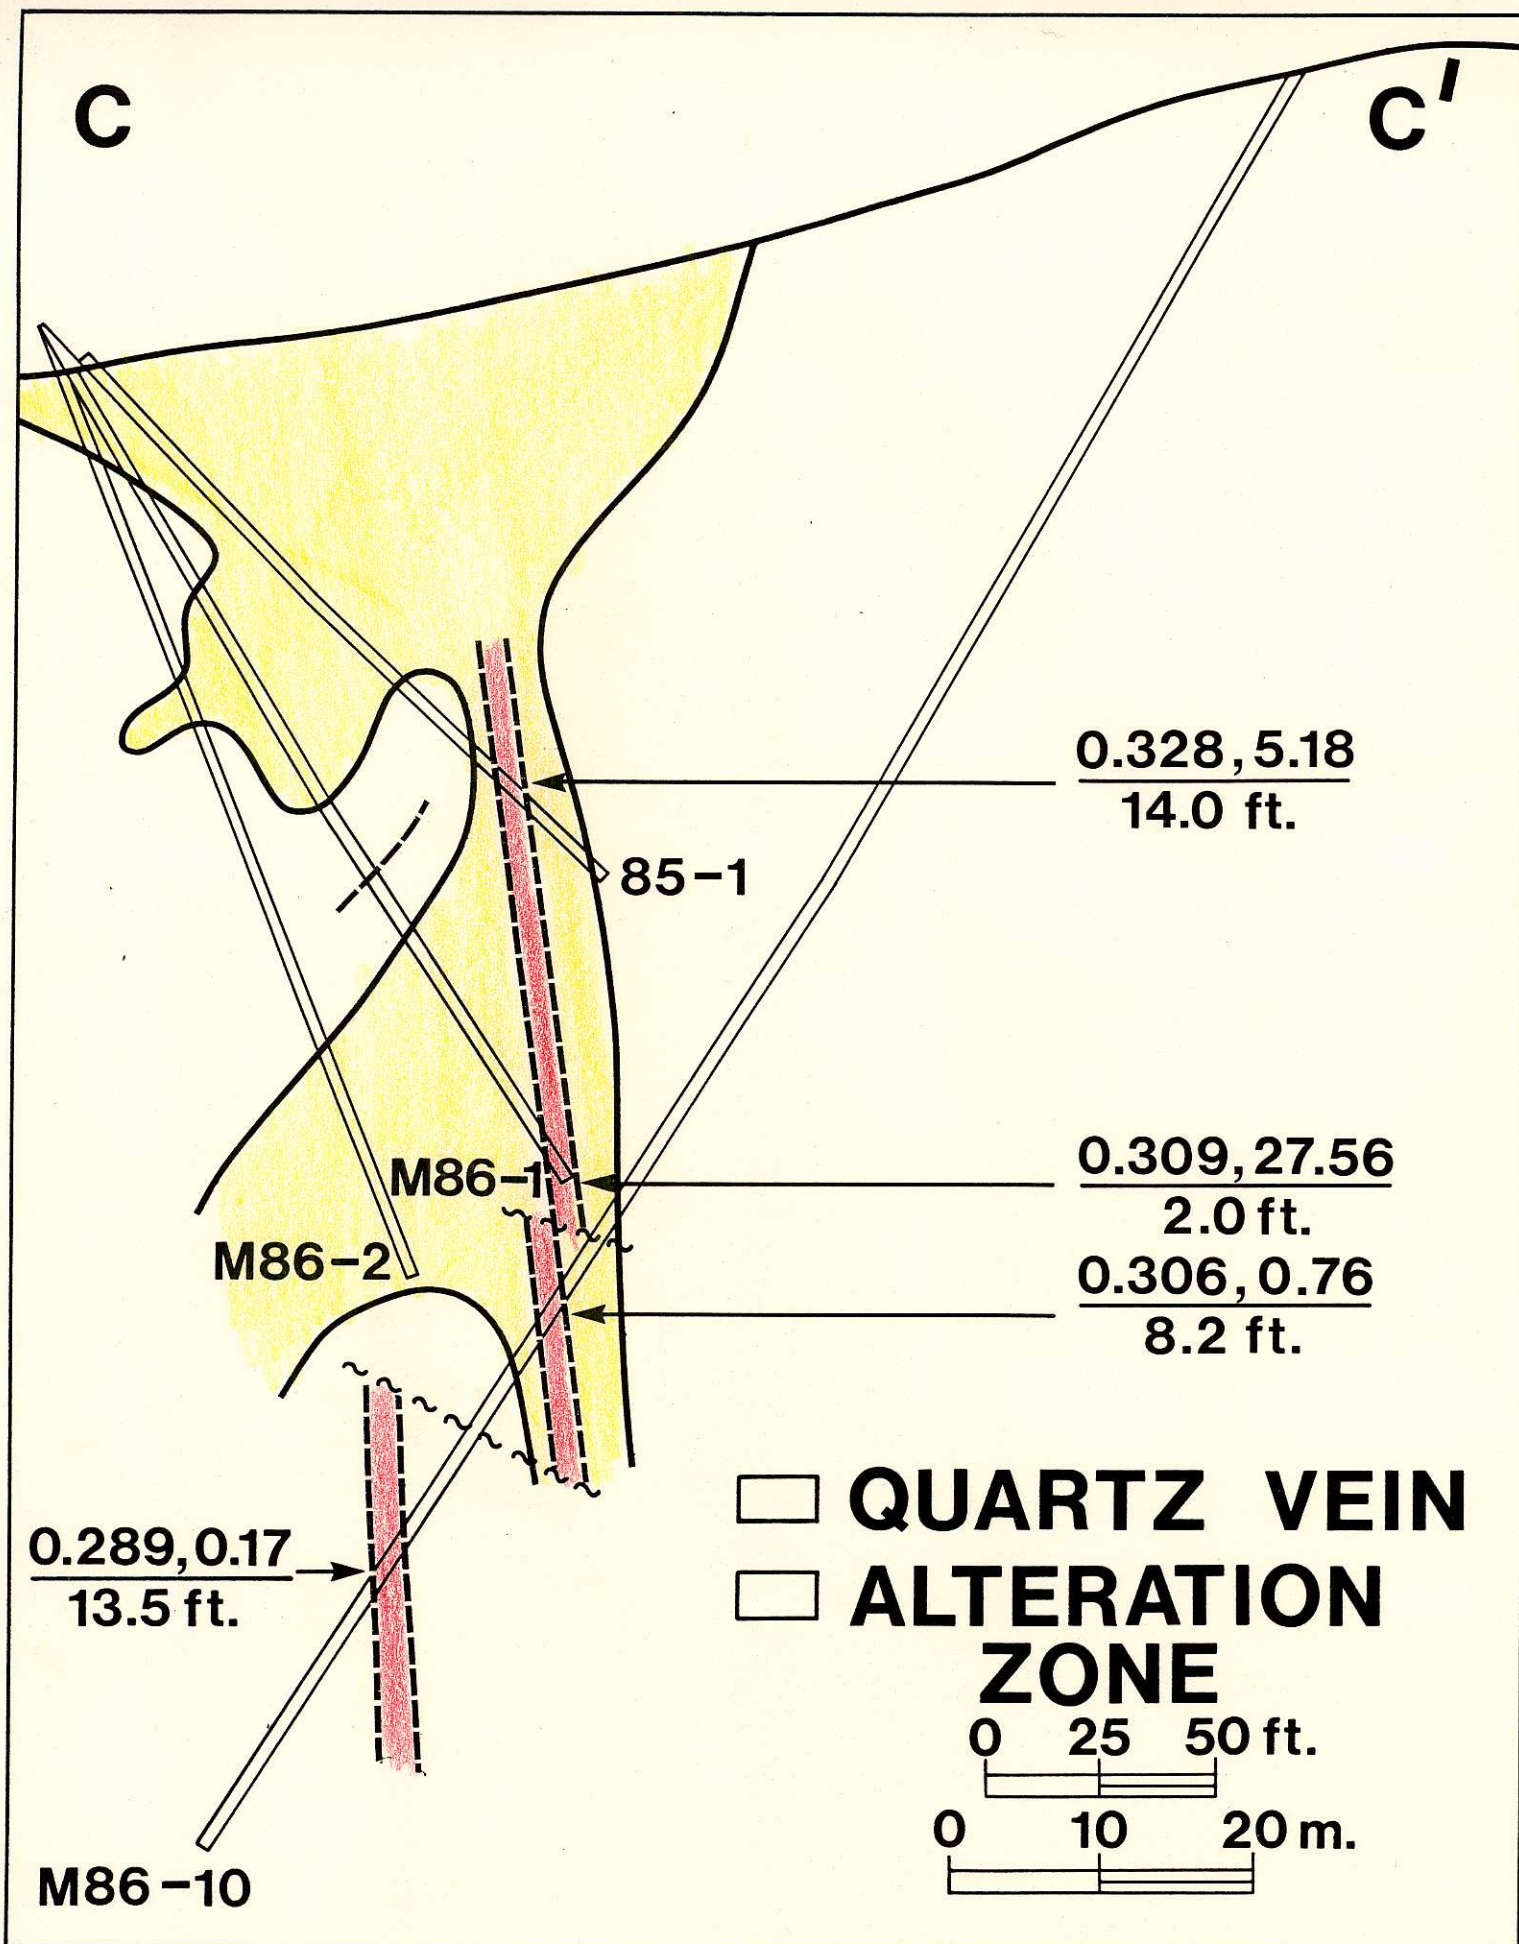 C
C'
0.328, 5.18
14.0 ft.
85-1
0.309, 27.56
2.0 ft.
M86-1
M86-2
0.306, 0.76
8.2 ft.
QUARTZ VEIN
0.289, 0.17
13.5 ft.
ALTERATION
ZONE
0 25 50 ft.
0 10 20 m.
M86-10